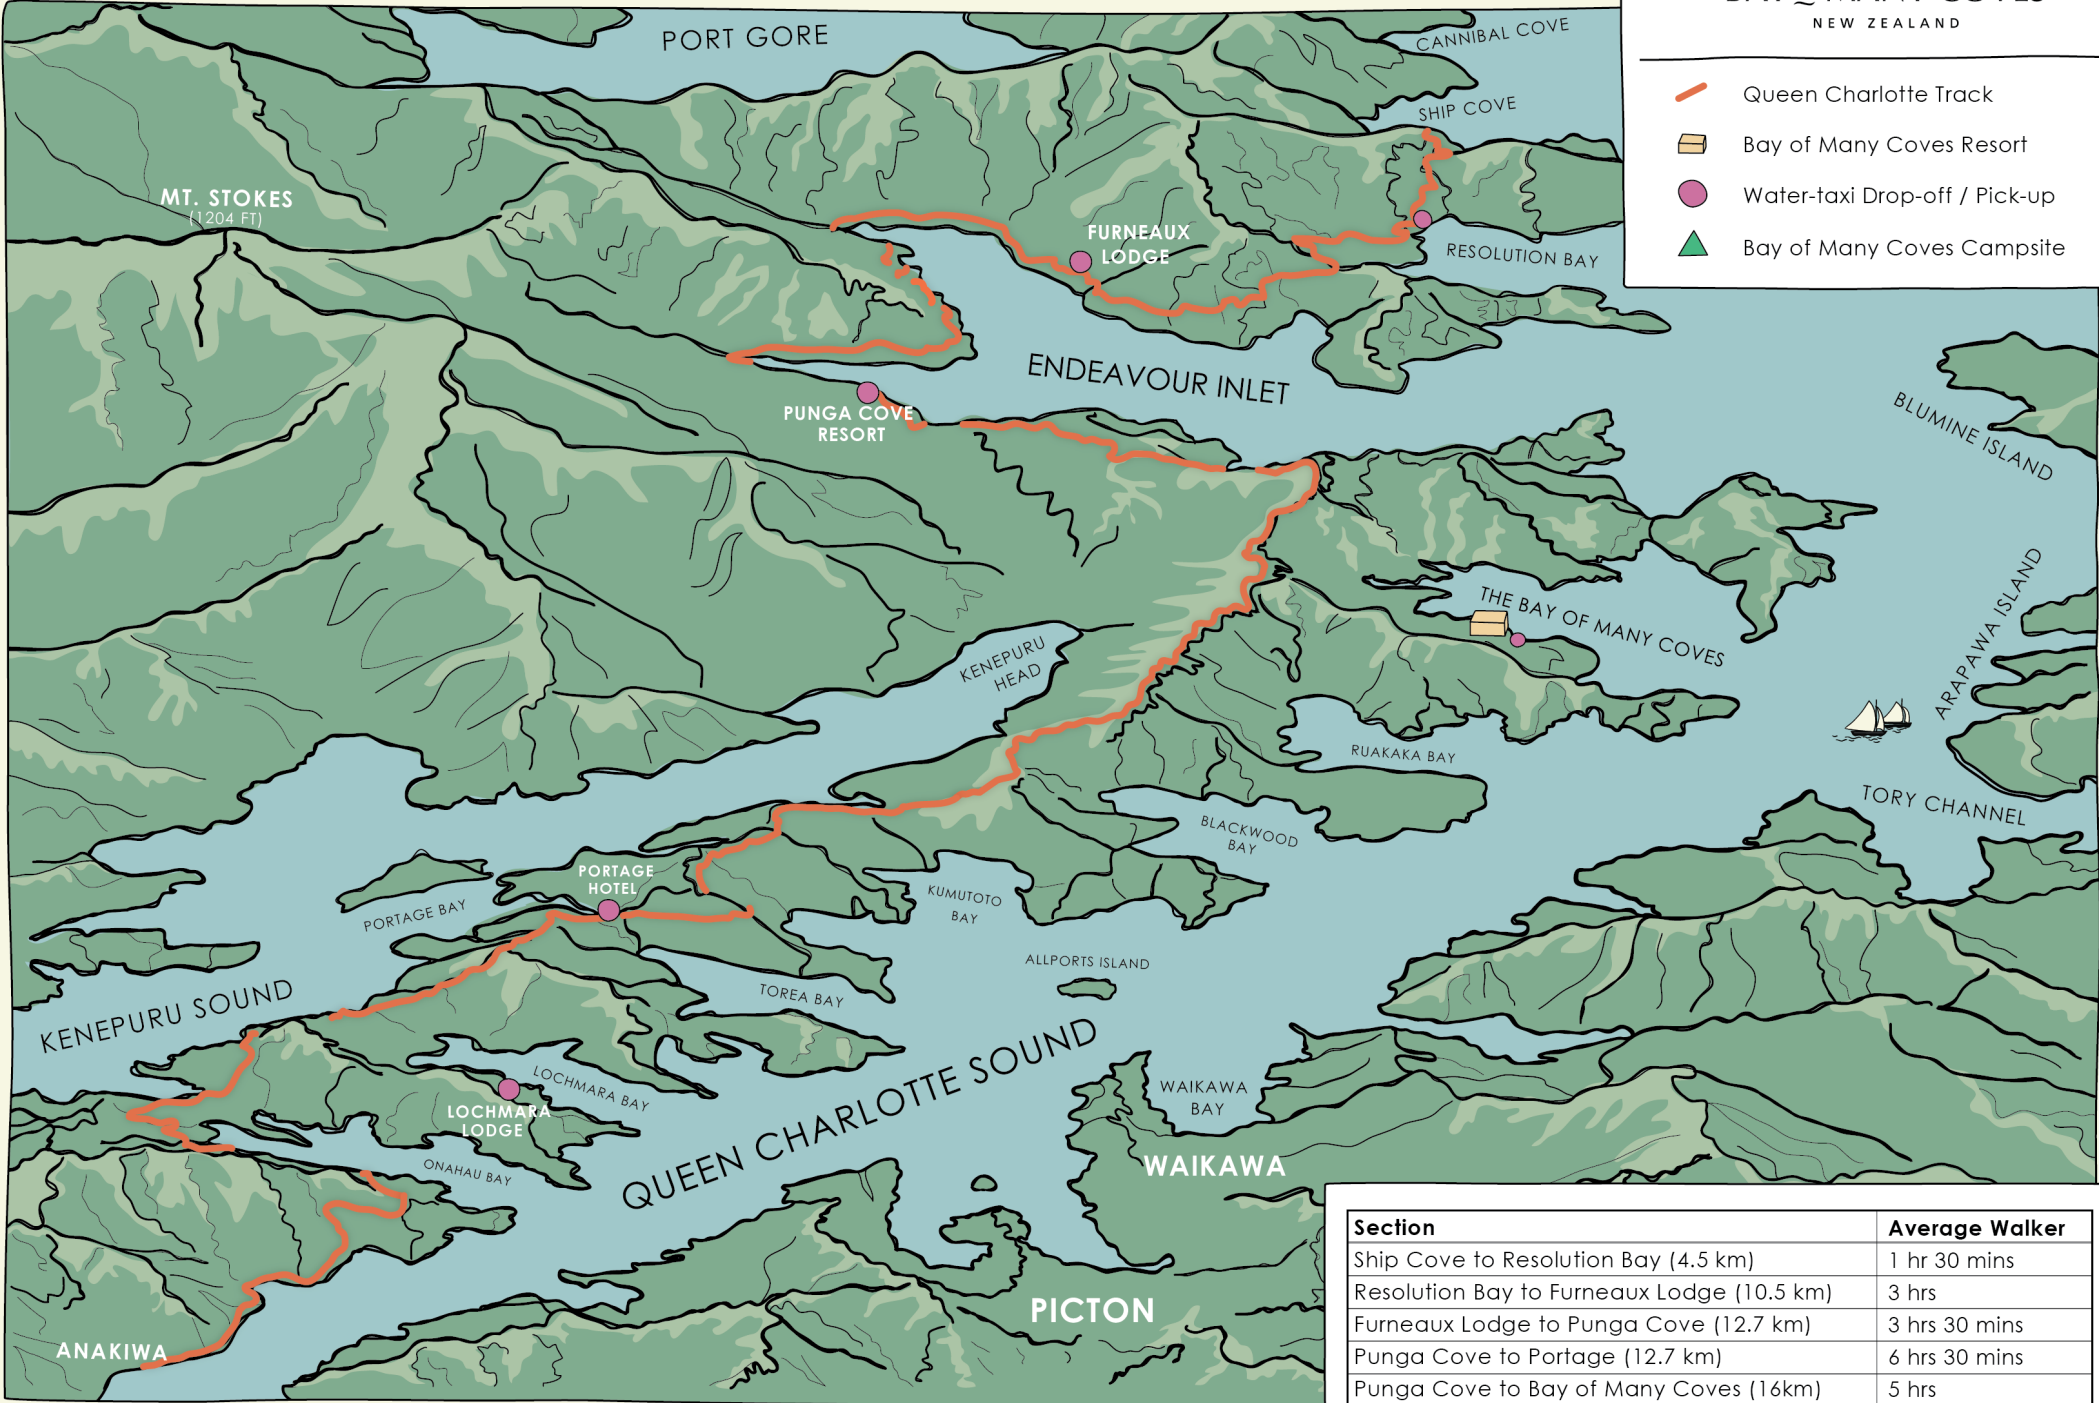 NEW ZEALAND
Queen Charlotte Track
Bay of Many Coves Resort
Water-taxi Drop-off / Pick-up
Bay of Many Coves Campsite
PORT GORE
CANNIBAL COVE
SHIP COVE
MT. STOKES
(1204 FT)
FURNEAUX
LODGE
RESOLUTION BAY
ENDEAVOUR INLET
PUNGA COVE
RESORT
BLUMINE ISLAND
THE BAY OF MANY COVES
ARAPAWA ISLAND
KENEPURU
HEAD
RUAKAKA BAY
TORY CHANNEL
BLACKWOOD
BAY
PORTAGE
HOTEL
PORTAGE BAY
KUMUTOTO
BAY
ALLPORTS ISLAND
TOREA BAY
KENEPURU SOUND
QUEEN CHARLOTTE SOUND
LOCHMARA BAY
LOCHMARA
LODGE
WAIKAWA
BAY
ONAHAU BAY
WAIKAWA
PICTON
ANAKIWA
Section Average Walker
Ship Cove to Resolution Bay (4.5 km) 1 hr 30 mins
Resolution Bay to Furneaux Lodge (10.5 km) 3 hrs
Furneaux Lodge to Punga Cove (12.7 km) 3 hrs 30 mins
Punga Cove to Portage (12.7 km) 6 hrs 30 mins
Punga Cove to Bay of Many Coves (16km) 5 hrs